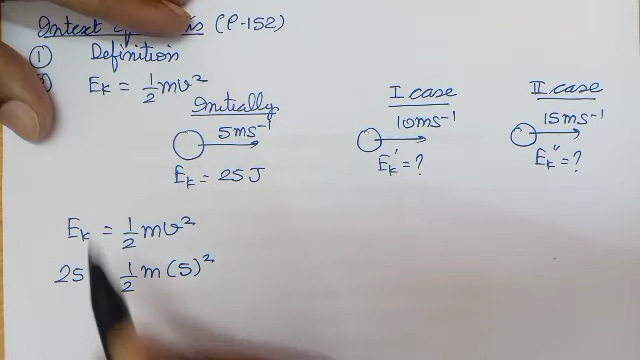 Intext (P-152)
① Definition
Ek = 1/2 mv²
Initially
5ms⁻¹
Ek = 25J
I case
10ms⁻¹
Ek' = ?
II case
15ms⁻¹
Ek" = ?
Ek = 1/2 mv²
25 1/2 m(5)²